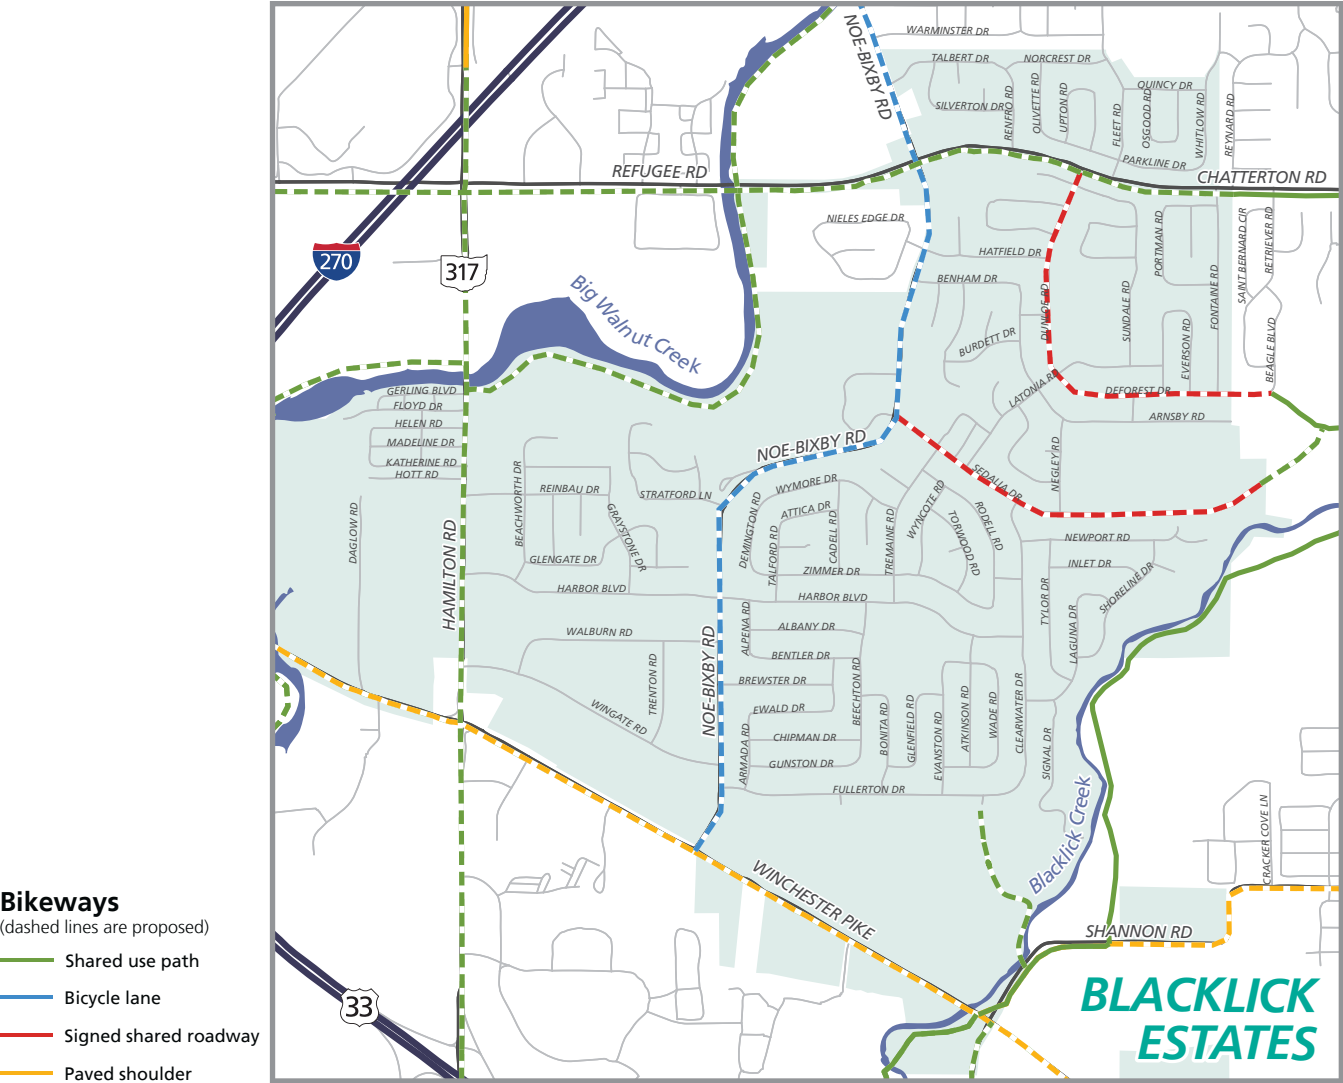 NOE-BIXBY RD
WARMINSTER DR
TALBERT DR
NORCREST DR
QUINCY DR
SILVERTON DR
RENFRO RD
OLIVETTE RD
UPTON RD
FLEET RD
OSGOOD RD
WHITLOW RD
REYNARD RD
PARKLINE DR
REFUGEE RD
CHATTERTON RD
NIELES EDGE DR
HATFIELD DR
PORTMAN RD
SAINT BERNARD CIR
RETRIEVER RD
270
317
Big Walnut Creek
BENHAM DR
DUNLOE RD
SUNDALE RD
FONTAINE RD
EVERSON RD
BEAGLE BLVD
BURDETT DR
LATONIA RD
DEFOREST DR
ARNSBY RD
GERLING BLVD
FLOYD DR
HELEN RD
MADELINE DR
KATHERINE RD
HOTT RD
NOE-BIXBY RD
NEGLEY RD
SEDALIA DR
BEACHWORTH DR
REINBAU DR
STRATFORD LN
GRAYSTONE DR
GLENGATE DR
DAGLOW RD
HAMILTON RD
HARBOR BLVD
WYMORE DR
DEMINGTON RD
ATTICA DR
TALFORD RD
CADELL RD
TREMAINE RD
WYNCOTE RD
TORWOOD RD
RODELL RD
ZIMMER DR
HARBOR BLVD
NEWPORT RD
INLET DR
SHORELINE DR
TYLOR DR
LAGUNA DR
WALBURN RD
TRENTON RD
WINGATE RD
NOE-BIXBY RD
ALPENA RD
ALBANY DR
BENTLER DR
BREWSTER DR
EWALD DR
CHIPMAN DR
GUNSTON DR
ARMADA RD
BEECHTON RD
BONITA RD
GLENFIELD RD
EVANSTON RD
ATKINSON RD
WADE RD
CLEARWATER DR
SIGNAL DR
FULLERTON DR
Blacklick Creek
CRACKER COVE LN
WINCHESTER PIKE
SHANNON RD
33
BLACKLICK
ESTATES
Bikeways
(dashed lines are proposed)
Shared use path
Bicycle lane
Signed shared roadway
Paved shoulder